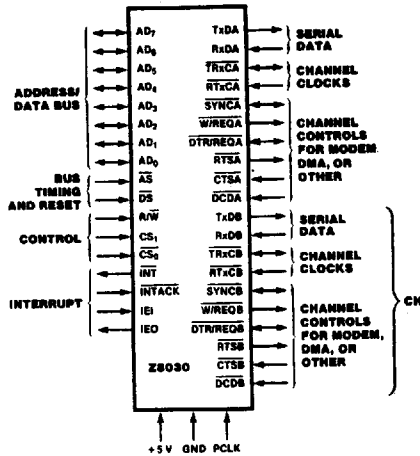 ADDRESS/
DATA BUS
BUS
TIMING
AND RESET
CONTROL
INTERRUPT
AD7
AD6
AD5
AD4
AD3
AD2
AD1
AD0
AS
DS
R/W
CS1
CS0
INT
INTACK
IEI
IEO
Z8030
TxDA
RxDA
TRxCA
RTxCA
SYNCA
W/REQA
DTR/REQA
RTSA
CTSA
DCDA
TxDB
RxDB
TRxCB
RTxCB
SYNCB
W/REQB
DTR/REQB
RTSB
CTSB
DCDB
SERIAL
DATA
CHANNEL
CLOCKS
CHANNEL
CONTROLS
FOR MODEM,
DMA, OR
OTHER
SERIAL
DATA
CHANNEL
CLOCKS
CHANNEL
CONTROLS
FOR MODEM,
DMA, OR
OTHER
CH
+5 V GND PCLK